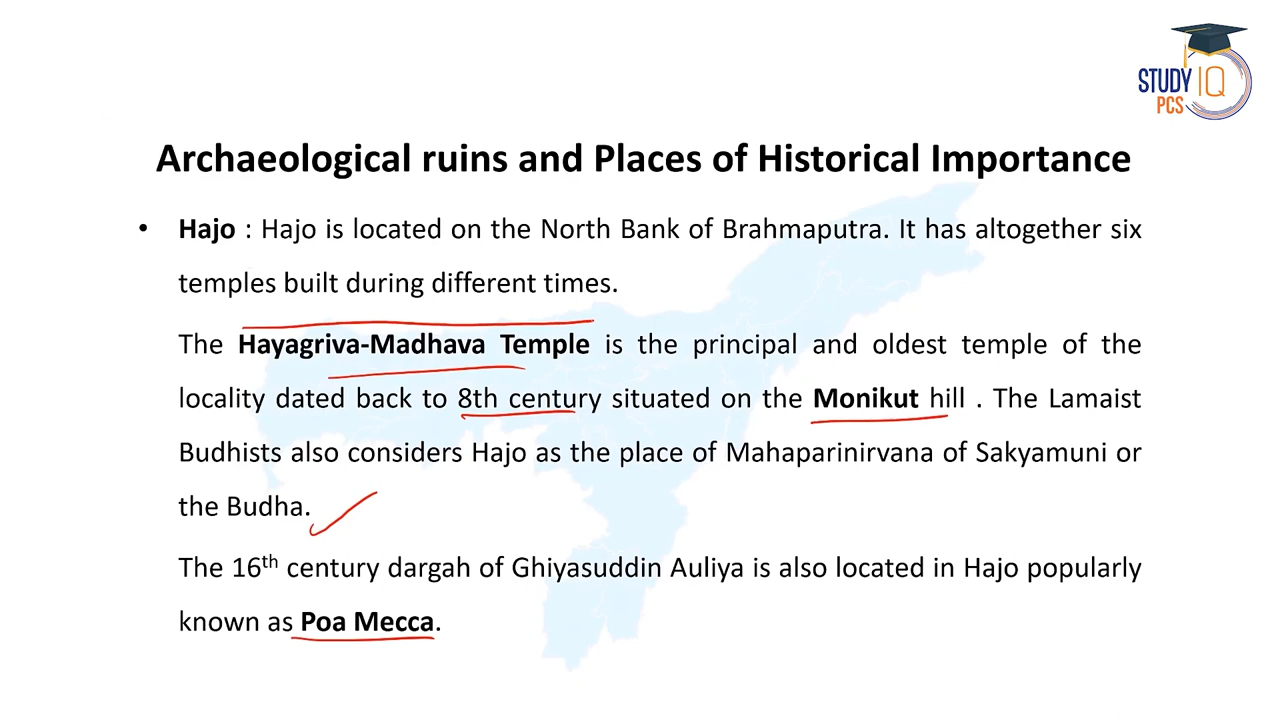 STUDY IQ
PCS
Archaeological ruins and Places of Historical Importance
• Hajo : Hajo is located on the North Bank of Brahmaputra. It has altogether six
temples built during different times.
The Hayagriva-Madhava Temple is the principal and oldest temple of the
locality dated back to 8th century situated on the Monikut hill . The Lamaist
Budhists also considers Hajo as the place of Mahaparinirvana of Sakyamuni or
the Budha.
The 16th century dargah of Ghiyasuddin Auliya is also located in Hajo popularly
known as Poa Mecca.